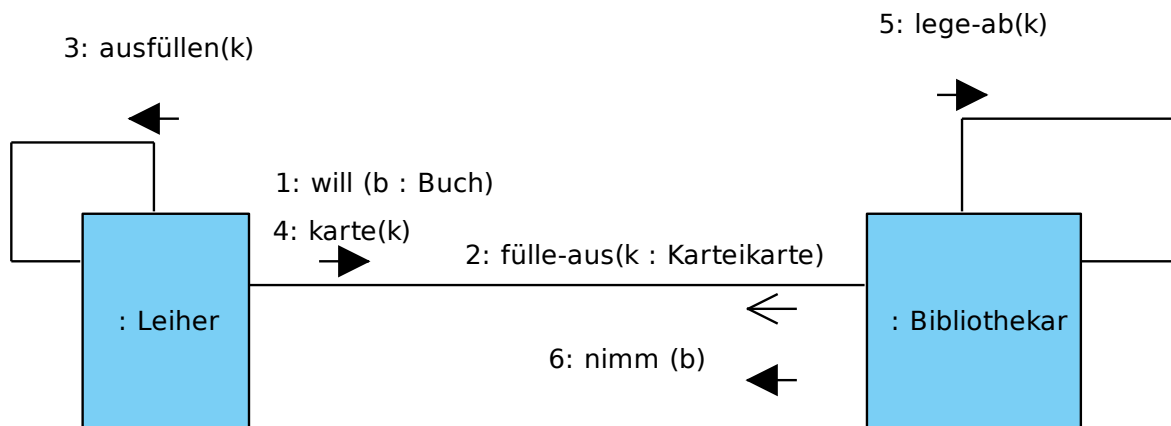 5: lege-ab(k)
3: ausfüllen(k)
1: will (b : Buch)
4: karte(k)
2: fülle-aus(k : Karteikarte)
: Leiher
: Bibliothekar
6: nimm (b)